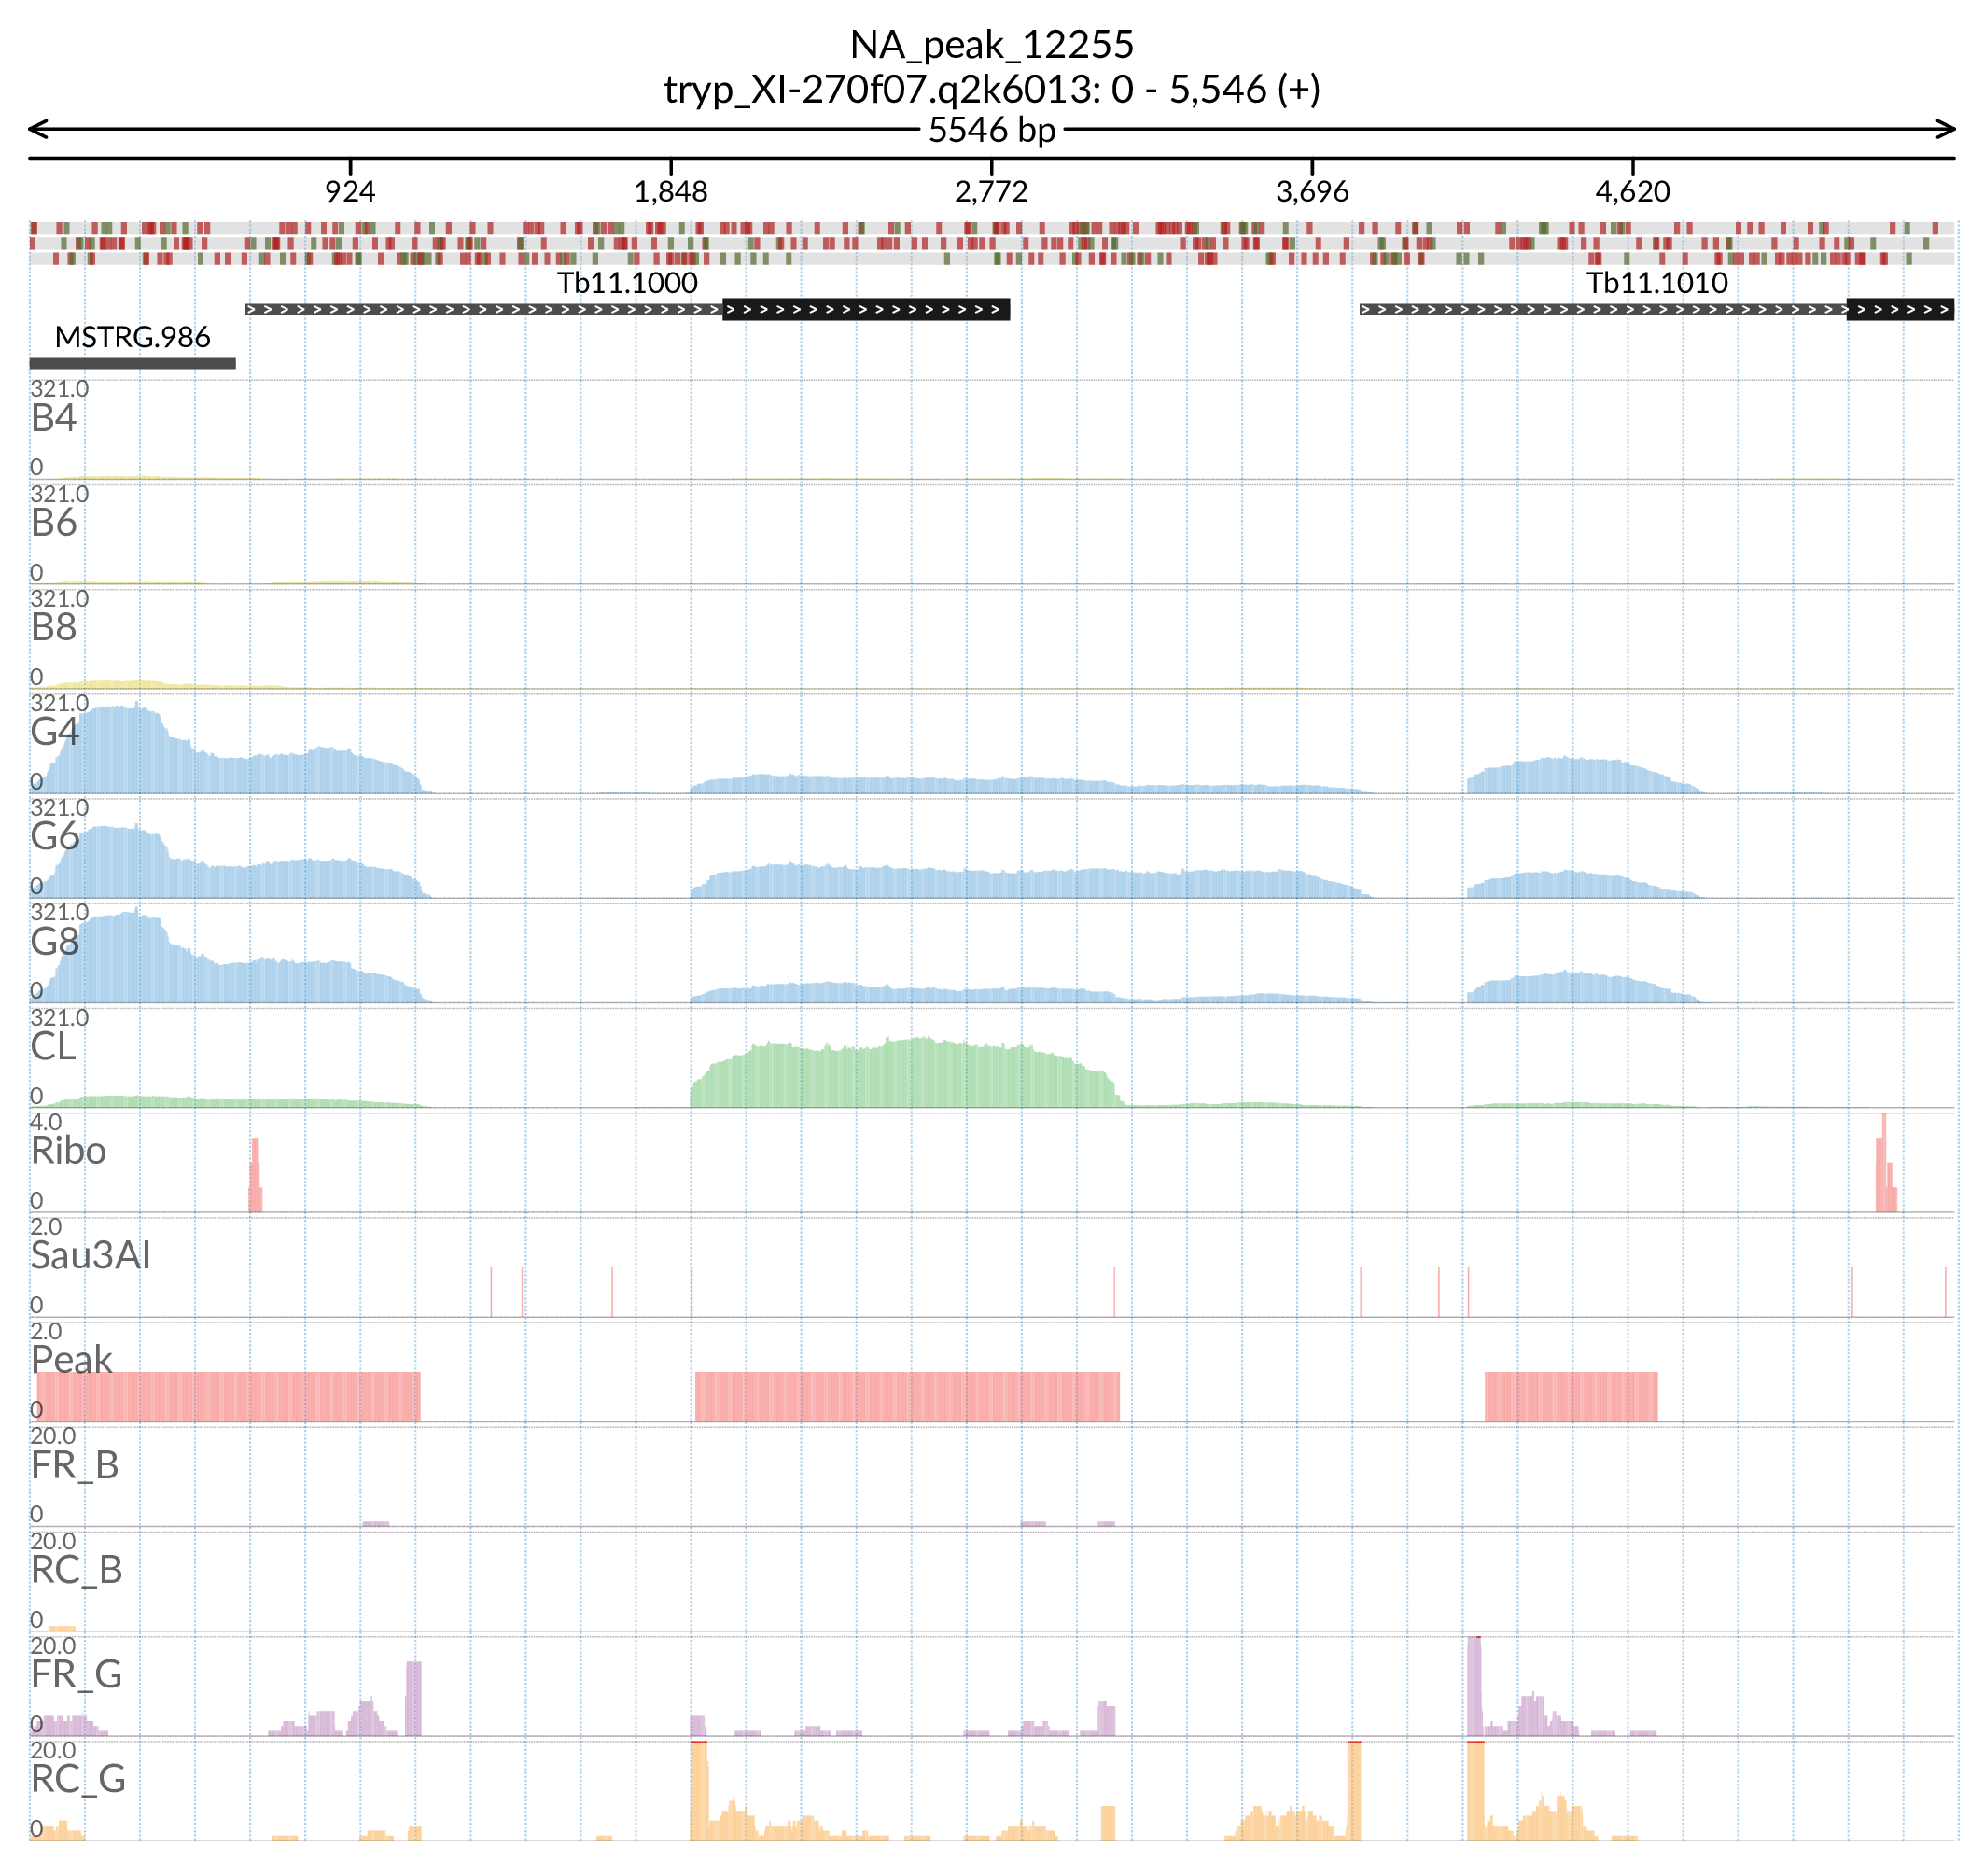 NA_peak_12255
tryp_XI-270f07.q2k6013: 0 - 5,546 (+)
5546 bp
924 1,848 2,772 3,696 4,620
Tb11.1000 Tb11.1010
MSTRG.986
321.0
B4
0
321.0
B6
0
321.0
B8
0
321.0
G4
0
321.0
G6
0
321.0
G8
0
321.0
CL
0
4.0
Ribo
0
2.0
Sau3AI
0
2.0
Peak
0
20.0
FR_B
0
20.0
RC_B
0
20.0
FR_G
0
20.0
RC_G
0